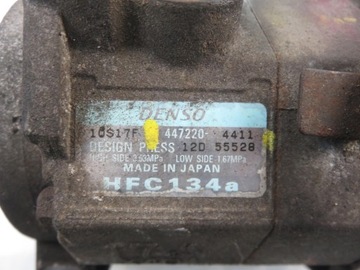 DENSO
10S17F 447220- 4411
DESIGN PRESS 12D 55528
HIGH SIDE 3.53MPa LOW SIDE 1.67MPa
MADE IN JAPAN
HFC134a